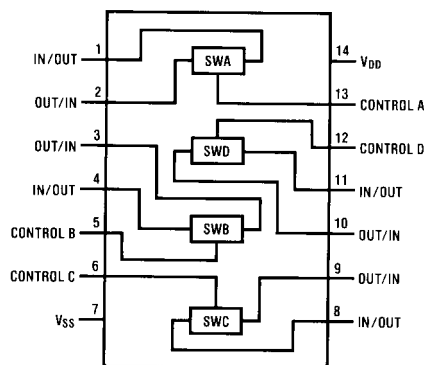 1
IN/OUT
SWA
14
VDD
2
OUT/IN
13
CONTROL A
3
OUT/IN
12
CONTROL D
SWD
4
IN/OUT
11
IN/OUT
5
CONTROL B
SWB
10
OUT/IN
6
CONTROL C
9
OUT/IN
7
VSS
SWC
8
IN/OUT